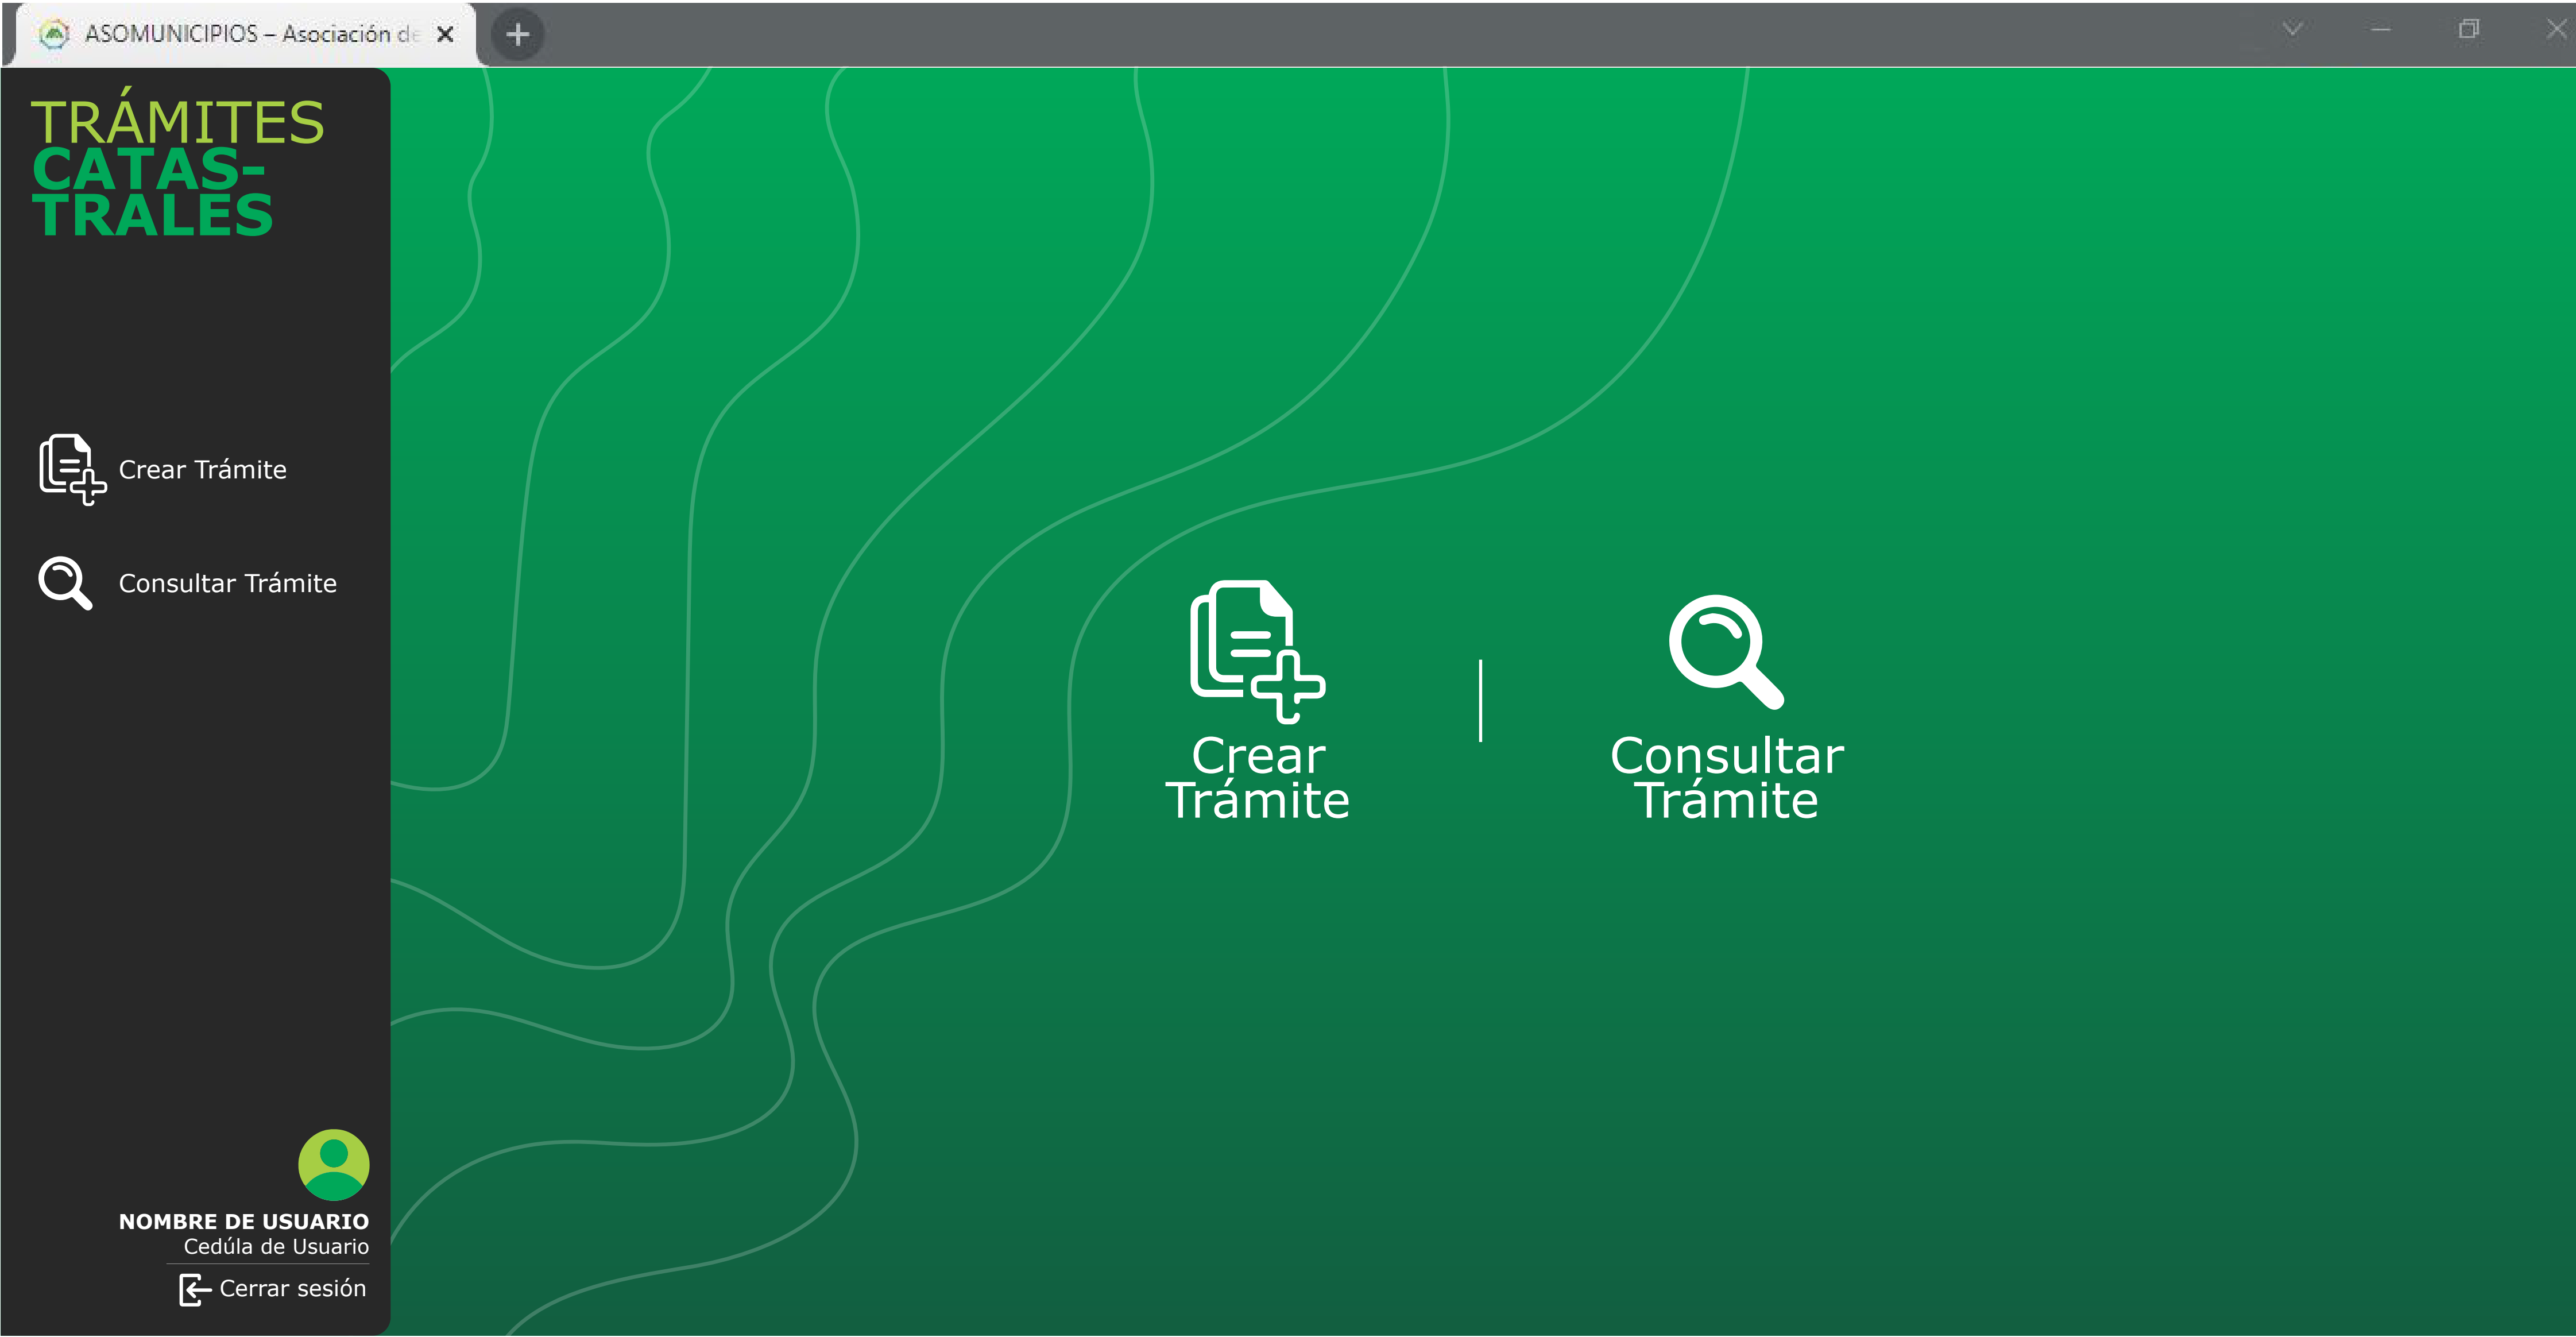 ASOMUNICIPIOS – Asociación de
TRÁMITES
CATAS-
TRALES
Crear Trámite
Consultar Trámite
Crear
Trámite
Consultar
Trámite
NOMBRE DE USUARIO
Cedúla de Usuario
Cerrar sesión